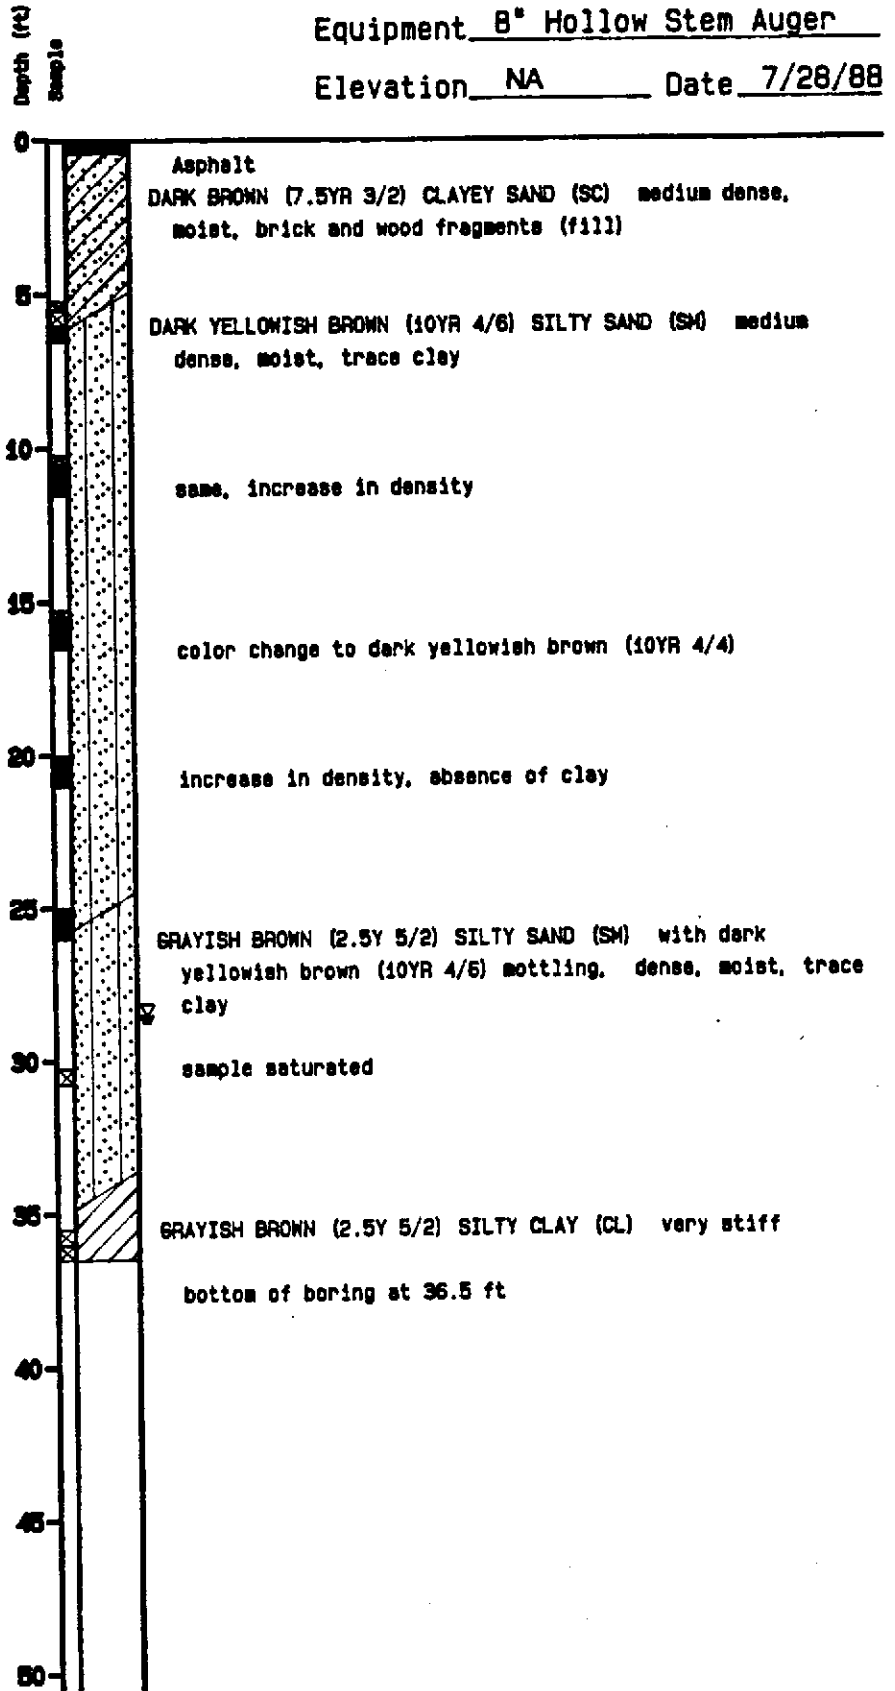 Equipment 8" Hollow Stem Auger
Elevation NA Date 7/28/88
Depth (ft)
Sample
0
Asphalt
DARK BROWN (7.5YR 3/2) CLAYEY SAND (SC) medium dense,
moist, brick and wood fragments (fill)
5
DARK YELLOWISH BROWN (10YR 4/6) SILTY SAND (SM) medium
dense, moist, trace clay
10
same, increase in density
15
color change to dark yellowish brown (10YR 4/4)
20
increase in density, absence of clay
25
GRAYISH BROWN (2.5Y 5/2) SILTY SAND (SM) with dark
yellowish brown (10YR 4/6) mottling, dense, moist, trace
clay
30
sample saturated
35
GRAYISH BROWN (2.5Y 5/2) SILTY CLAY (CL) very stiff
bottom of boring at 36.5 ft
40
45
50